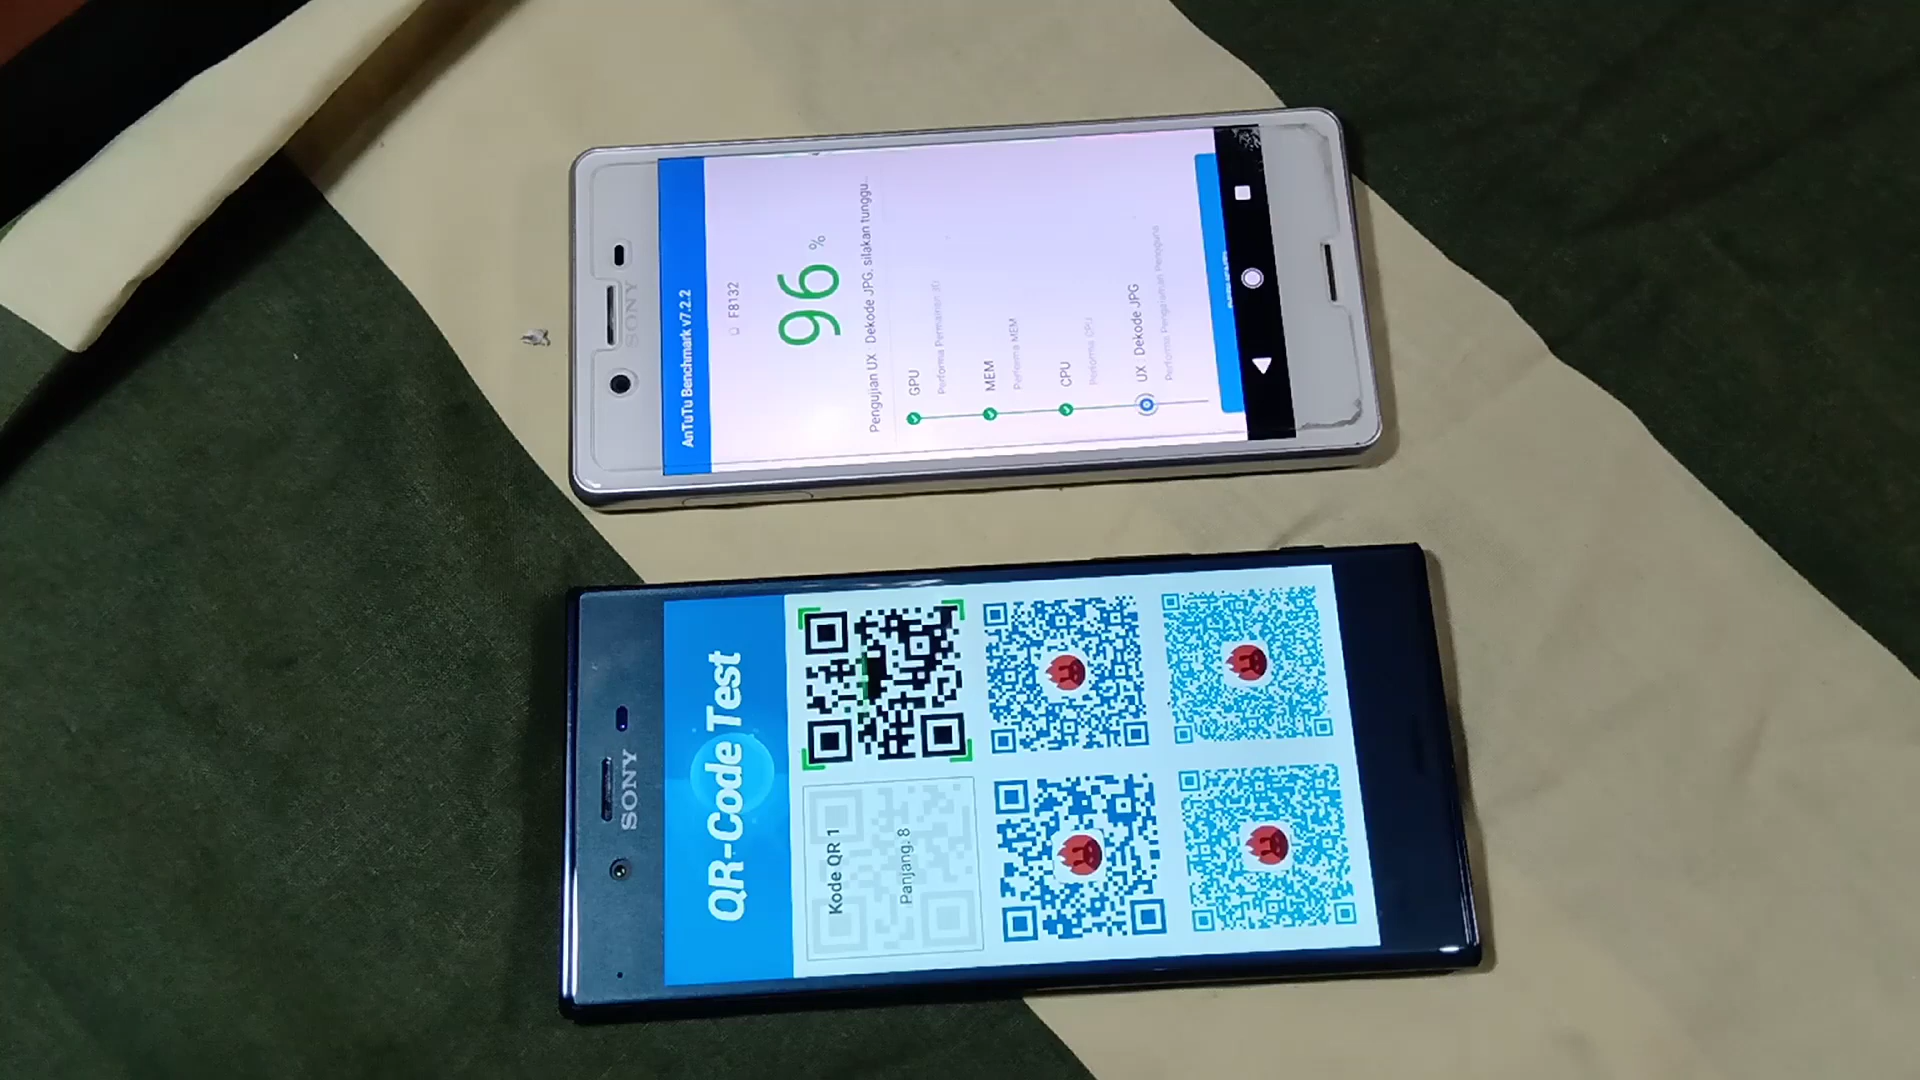 SONY
AnTuTu Benchmark v7.2.2
F8132
96 %
Pengujian UX : Dekode JPG, silakan tunggu..
GPU
Performa Permainan 3D
MEM
Performa MEM
CPU
Performa CPU
UX : Dekode JPG
Performa Pengalaman Pengguna
SONY
QR-Code Test
Kode QR 1
Panjang: 8